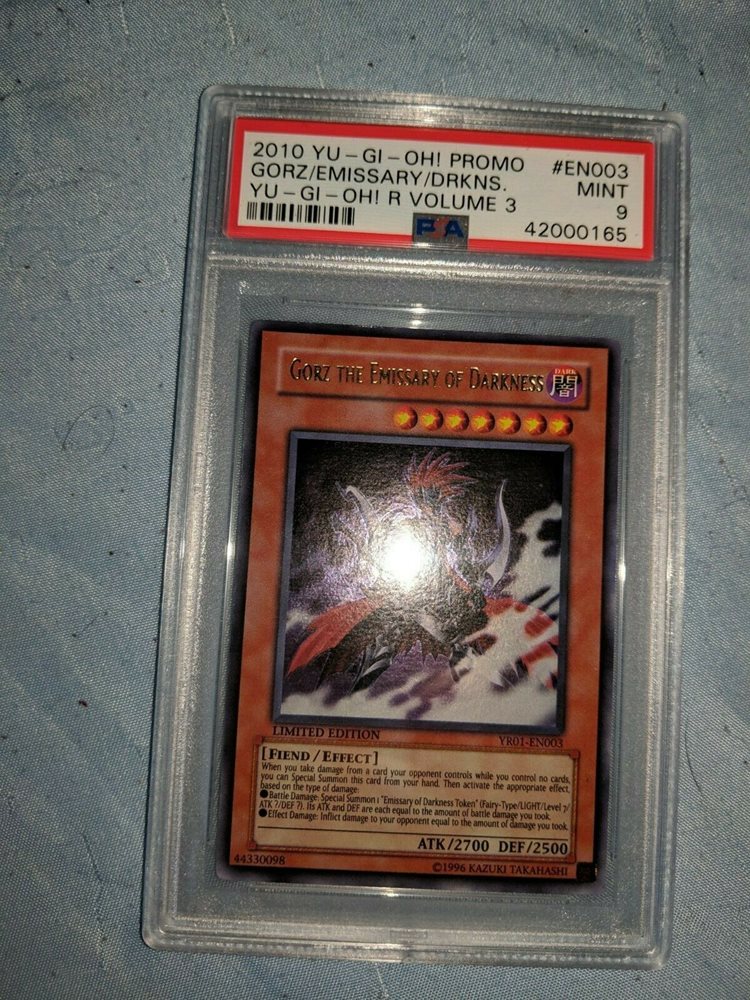 2010 YU-GI-OH! PROMO #EN003
GORZ/EMISSARY/DRKNS. MINT
YU-GI-OH! R VOLUME 3 9
PSA 42000165
GORZ THE EMISSARY OF DARKNESS DARK 闇
LIMITED EDITION YR01-EN003
[FIEND/EFFECT]
When you take damage from a card your opponent controls while you control no cards,
you can Special Summon this card from your hand. Then activate the appropriate effect,
based on the type of damage:
●Battle Damage: Special Summon 1 "Emissary of Darkness Token" (Fairy-Type/LIGHT/Level 7/
ATK ?/DEF ?). Its ATK and DEF are each equal to the amount of battle damage you took.
●Effect Damage: Inflict damage to your opponent equal to the amount of damage you took.
ATK/2700 DEF/2500
44330098 ©1996 KAZUKI TAKAHASHI